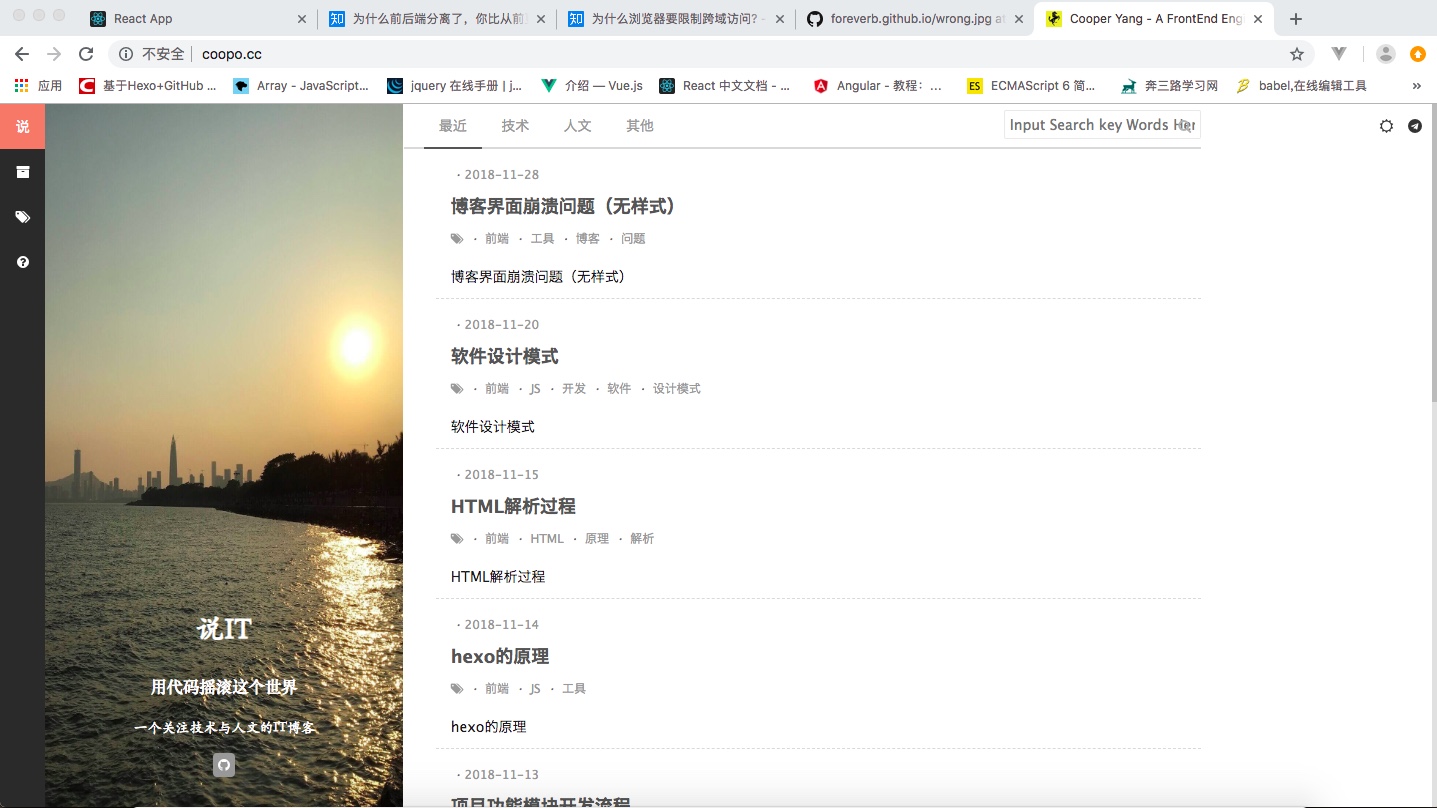 React App
为什么前后端分离了，你比从前
为什么浏览器要限制跨域访问? -
foreverb.github.io/wrong.jpg at
Cooper Yang - A FrontEnd Eng
不安全 coopo.cc
应用
基于Hexo+GitHub ...
Array - JavaScript...
jquery 在线手册 | j...
介绍 — Vue.js
React 中文文档 - ...
Angular - 教程：...
ES
ECMAScript 6 简...
奔三路学习网
babel,在线编辑工具
»
说
最近 技术 人文 其他
Input Search key Words Her
· 2018-11-28
博客界面崩溃问题（无样式）
· 前端 · 工具 · 博客 · 问题
博客界面崩溃问题（无样式）
· 2018-11-20
软件设计模式
· 前端 · JS · 开发 · 软件 · 设计模式
软件设计模式
· 2018-11-15
HTML解析过程
· 前端 · HTML · 原理 · 解析
HTML解析过程
· 2018-11-14
hexo的原理
· 前端 · JS · 工具
hexo的原理
· 2018-11-13
项目功能模块开发流程
说IT
用代码摇滚这个世界
一个关注技术与人文的IT博客